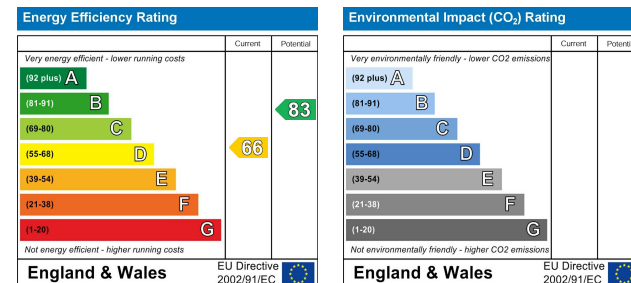 Energy Efficiency Rating
Current Potential
Very energy efficient - lower running costs
(92 plus) A
(81-91) B
83
(69-80) C
(55-68) D
66
(39-54) E
(21-38) F
(1-20) G
Not energy efficient - higher running costs
England & Wales
EU Directive
2002/91/EC
Environmental Impact (CO₂) Rating
Current Potential
Very environmentally friendly - lower CO2 emissions
(92 plus) A
(81-91) B
(69-80) C
(55-68) D
(39-54) E
(21-38) F
(1-20) G
Not environmentally friendly - higher CO2 emissions
England & Wales
EU Directive
2002/91/EC